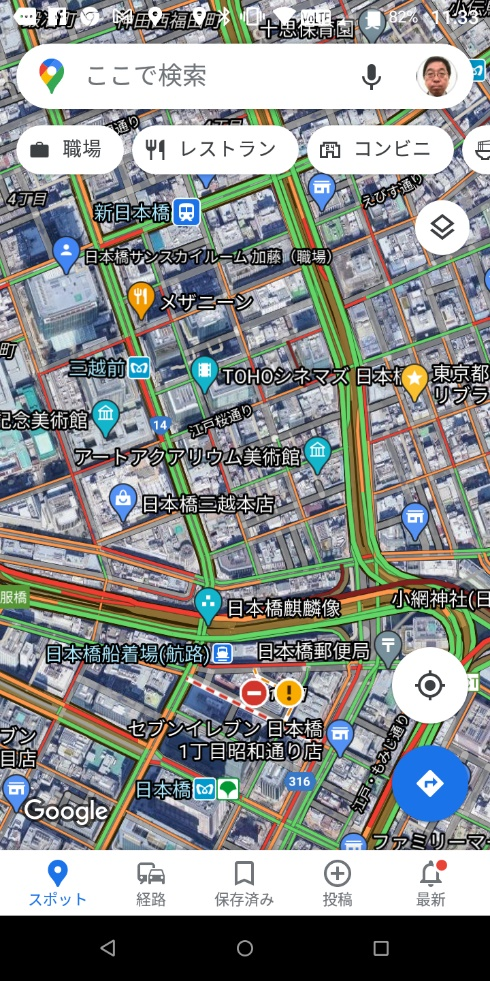 82% 11:33
十思保育園
ここで検索
職場
レストラン
コンビニ
4丁目
新日本橋
えびす通り
日本橋サンスカイルーム 加藤（職場）
メザニーン
町
三越前
TOHOシネマズ 日本橋
東京都
リブラ
記念美術館
14
江戸桜通り
アートアクアリウム美術館
日本橋三越本店
服橋
日本橋麒麟像
小網神社(日
日本橋船着場(航路)
日本橋郵便局
セブンイレブン 日本橋
1丁目昭和通り店
ブン
目店
日本橋
316
江戸・もみじ通り
Google
ファミリーマー
スポット
経路
保存済み
投稿
最新